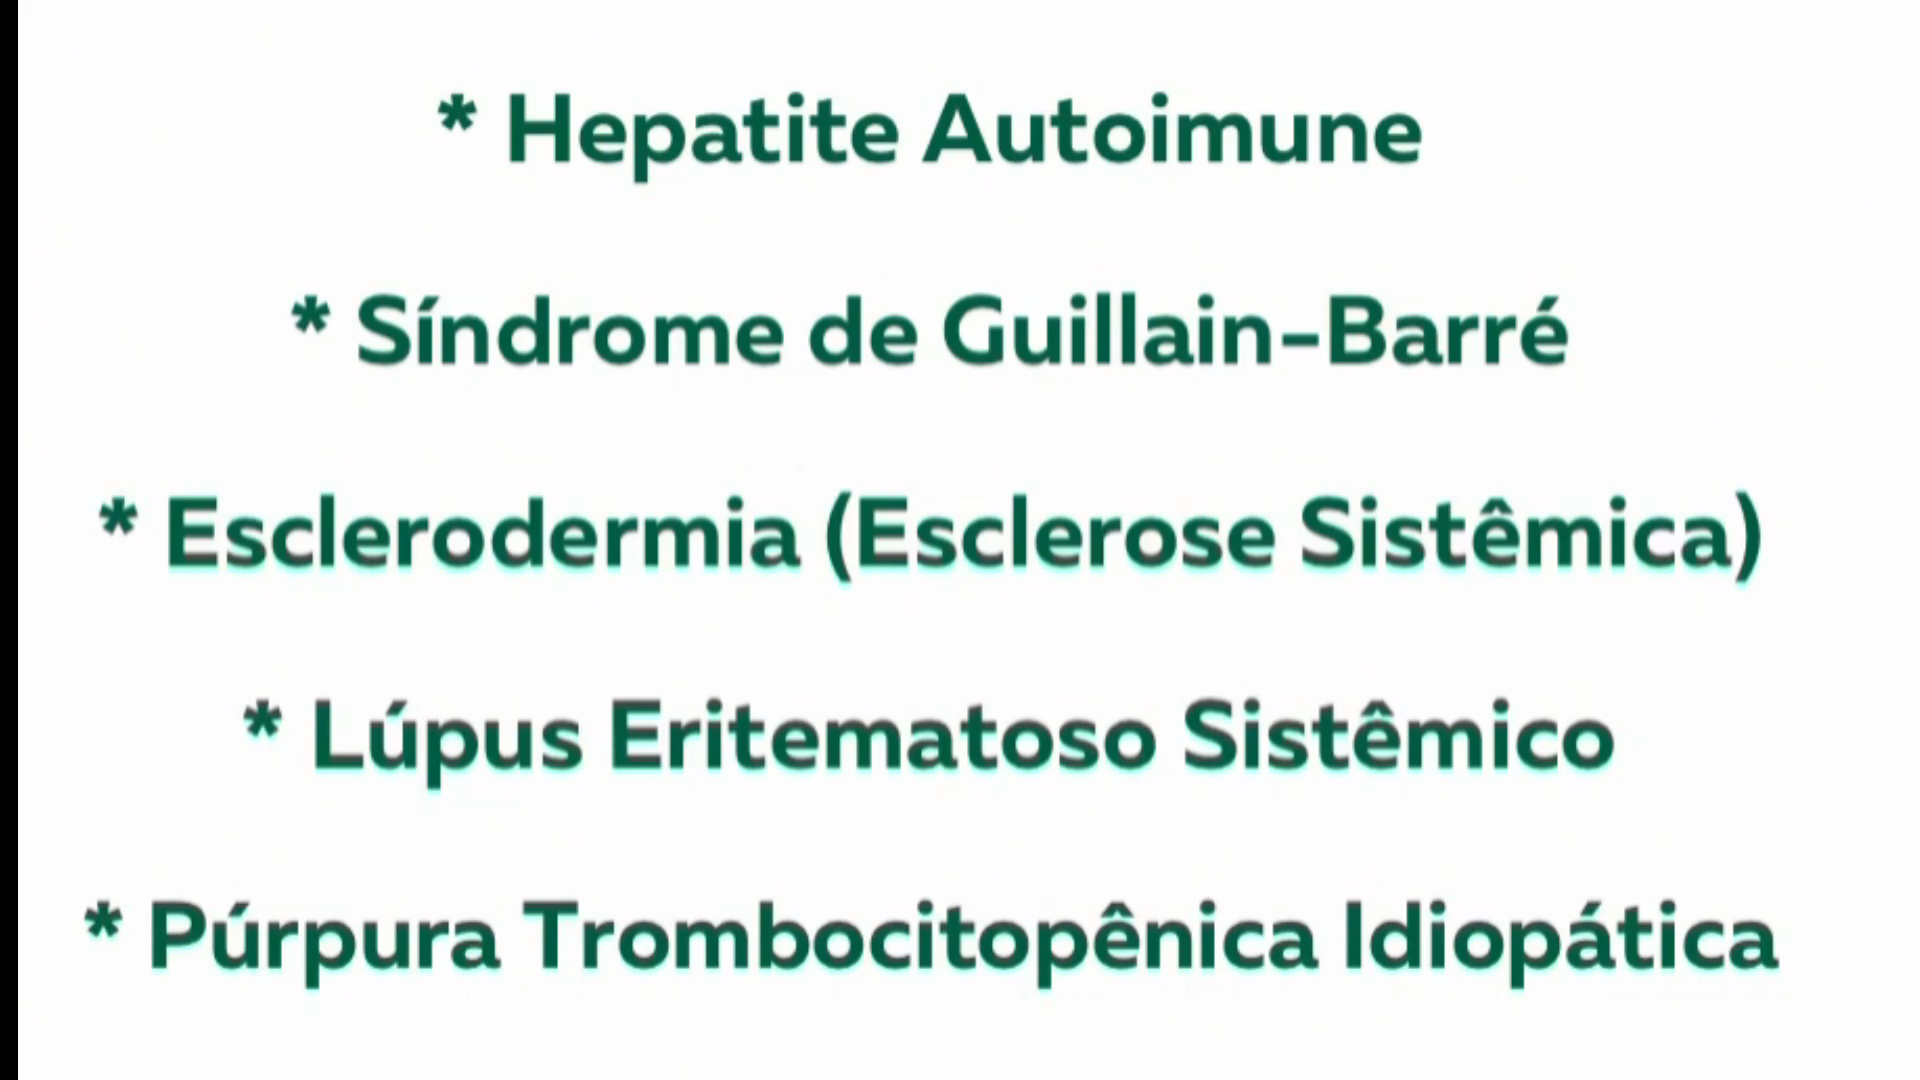 * Hepatite Autoimune
* Síndrome de Guillain-Barré
* Esclerodermia (Esclerose Sistêmica)
* Lúpus Eritematoso Sistêmico
* Púrpura Trombocitopênica Idiopática